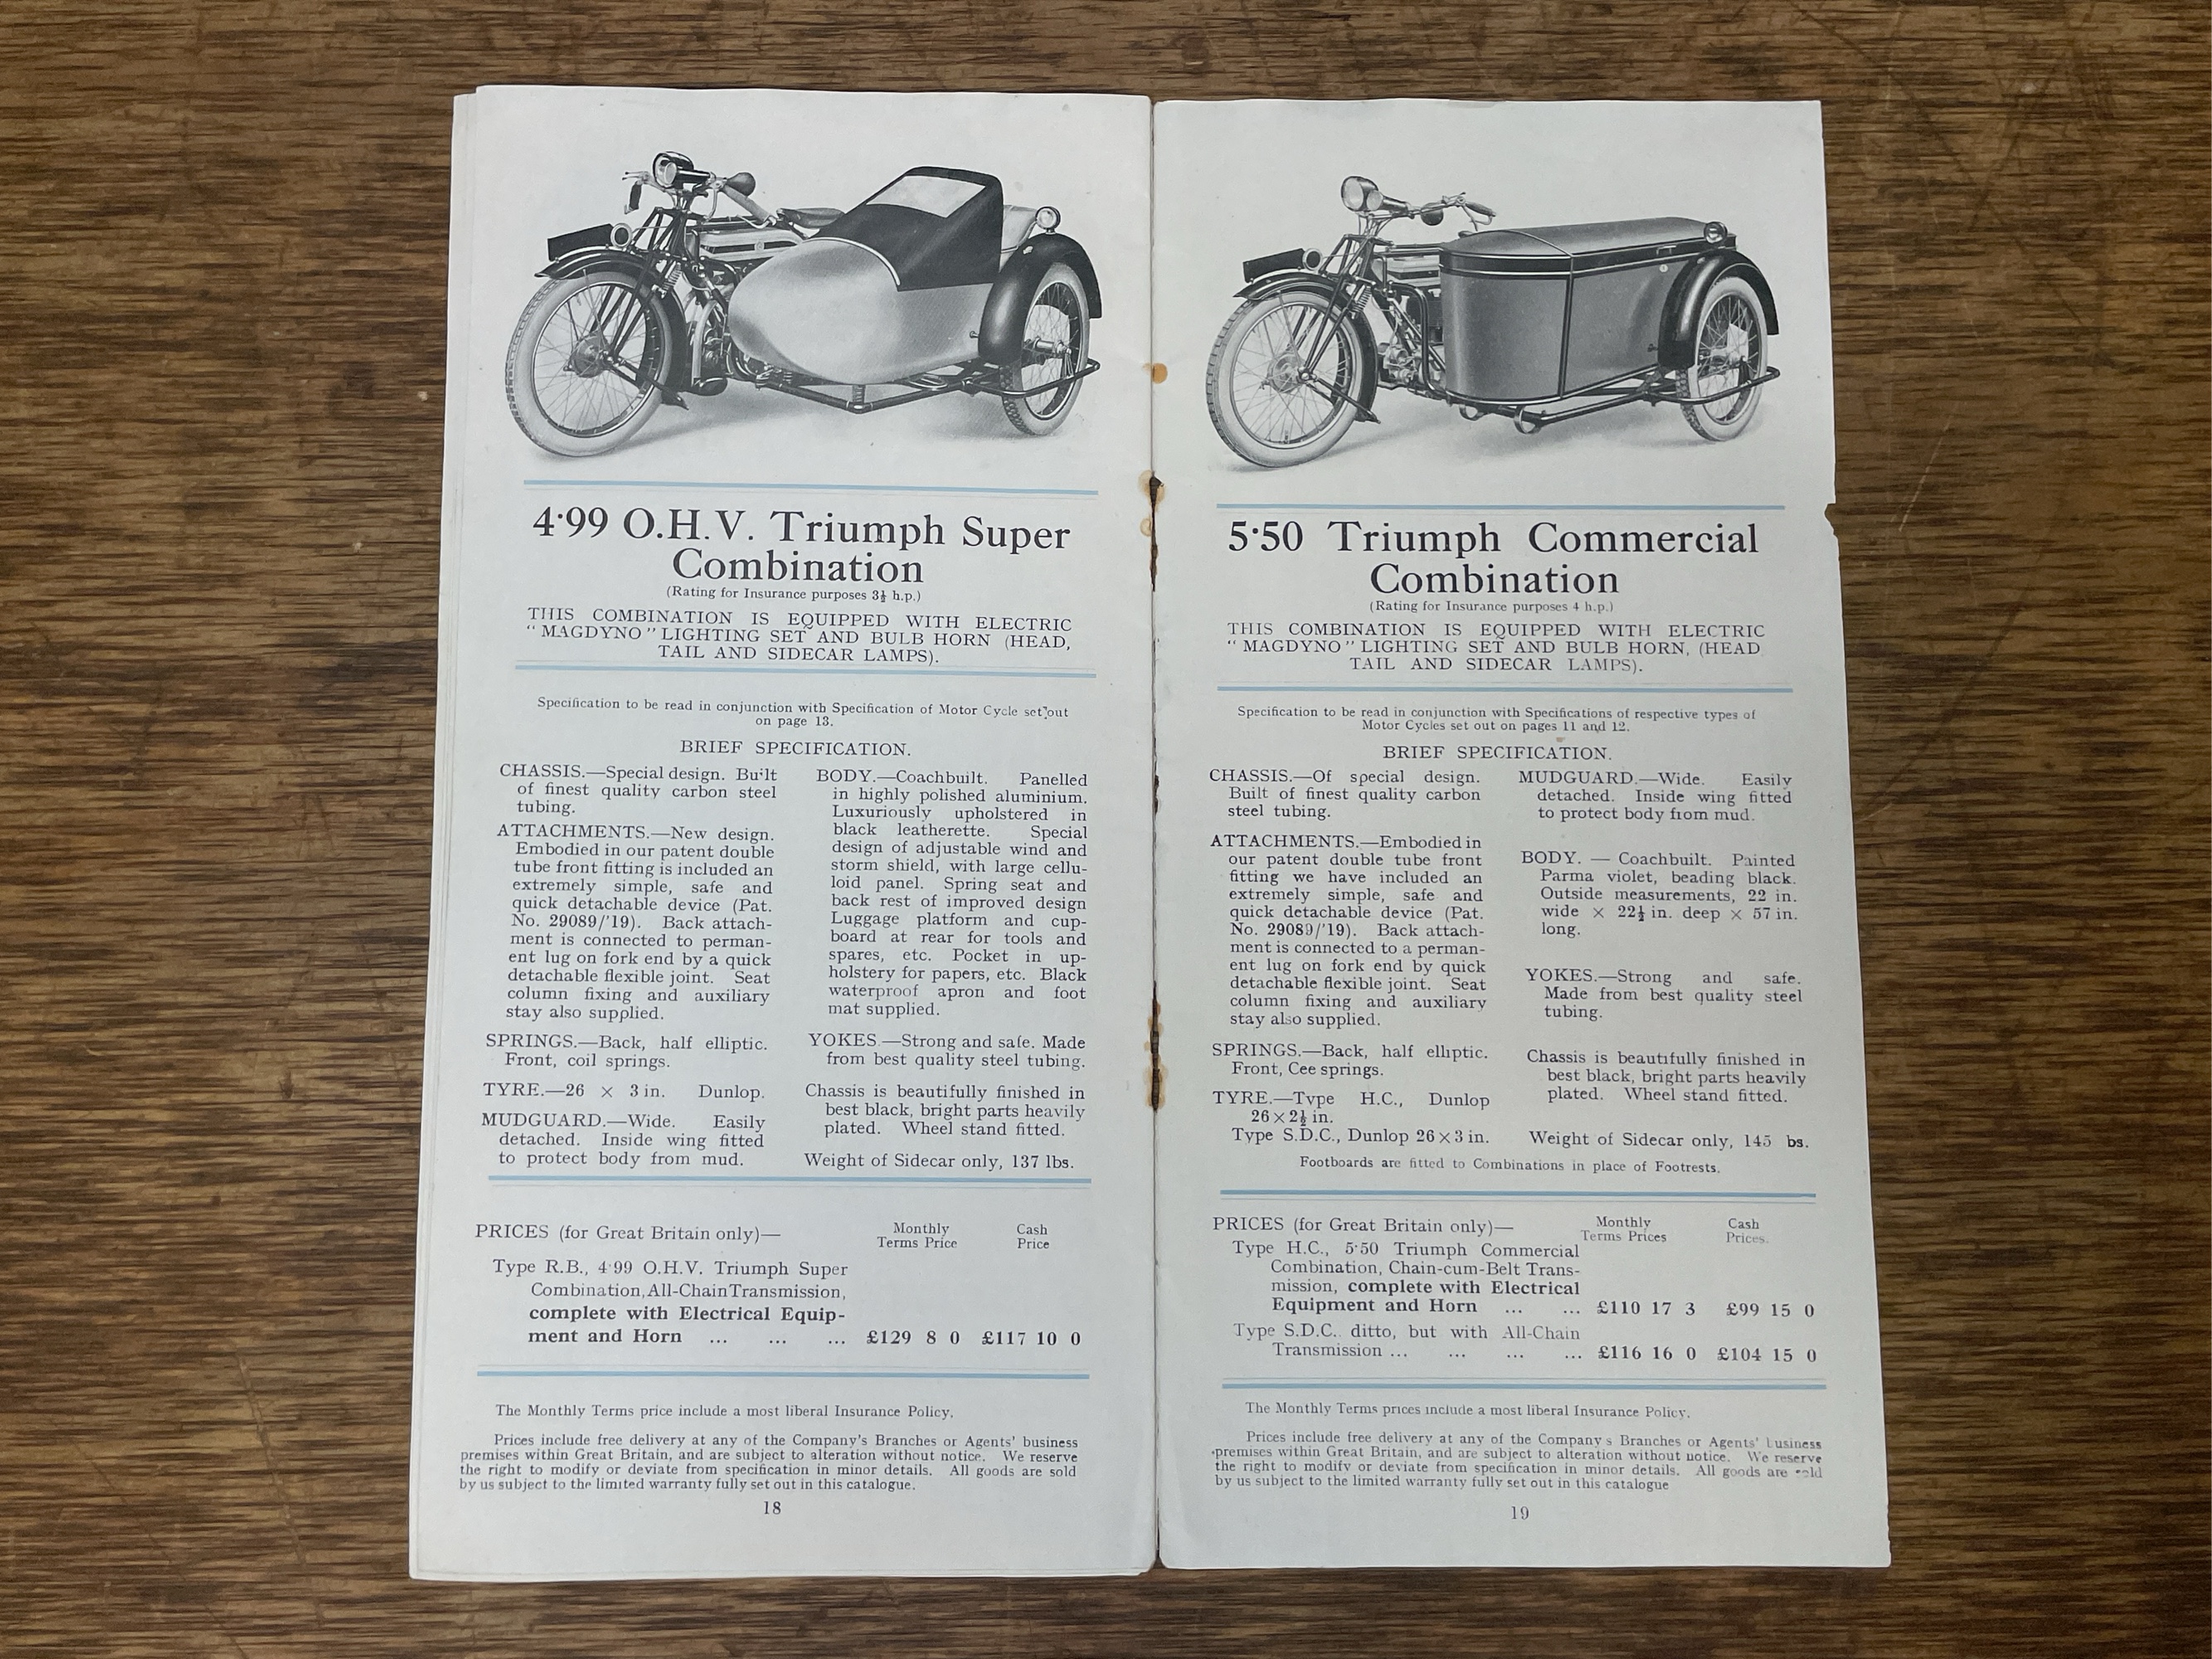 4·99 O.H.V. Triumph Super
Combination
(Rating for Insurance purposes 3½ h.p.)
THIS COMBINATION IS EQUIPPED WITH ELECTRIC
"MAGDYNO" LIGHTING SET AND BULB HORN (HEAD,
TAIL AND SIDECAR LAMPS).
Specification to be read in conjunction with Specification of Motor Cycle set out
on page 13.
BRIEF SPECIFICATION.
CHASSIS.—Special design. Built
of finest quality carbon steel
tubing.
ATTACHMENTS.—New design.
Embodied in our patent double
tube front fitting is included an
extremely simple, safe and
quick detachable device (Pat.
No. 29089/'19). Back attach-
ment is connected to perman-
ent lug on fork end by a quick
detachable flexible joint. Seat
column fixing and auxiliary
stay also supplied.
SPRINGS.—Back, half elliptic.
Front, coil springs.
TYRE.—26 × 3 in. Dunlop.
MUDGUARD.—Wide. Easily
detached. Inside wing fitted
to protect body from mud.
BODY.—Coachbuilt. Panelled
in highly polished aluminium.
Luxuriously upholstered in
black leatherette. Special
design of adjustable wind and
storm shield, with large cellu-
loid panel. Spring seat and
back rest of improved design
Luggage platform and cup-
board at rear for tools and
spares, etc. Pocket in up-
holstery for papers, etc. Black
waterproof apron and foot
mat supplied.
YOKES.—Strong and safe. Made
from best quality steel tubing.
Chassis is beautifully finished in
best black, bright parts heavily
plated. Wheel stand fitted.
Weight of Sidecar only, 137 lbs.
PRICES (for Great Britain only)— Monthly Terms Price Cash Price
Type R.B., 4·99 O.H.V. Triumph Super
Combination, All-Chain Transmission,
complete with Electrical Equip-
ment and Horn ... ... ... £129 8 0 £117 10 0
The Monthly Terms price include a most liberal Insurance Policy.
Prices include free delivery at any of the Company's Branches or Agents' business
premises within Great Britain, and are subject to alteration without notice. We reserve
the right to modify or deviate from specification in minor details. All goods are sold
by us subject to the limited warranty fully set out in this catalogue.
18
5·50 Triumph Commercial
Combination
(Rating for Insurance purposes 4 h.p.)
THIS COMBINATION IS EQUIPPED WITH ELECTRIC
"MAGDYNO" LIGHTING SET AND BULB HORN, (HEAD
TAIL AND SIDECAR LAMPS).
Specification to be read in conjunction with Specifications of respective types of
Motor Cycles set out on pages 11 and 12.
BRIEF SPECIFICATION.
CHASSIS.—Of special design.
Built of finest quality carbon
steel tubing.
ATTACHMENTS.—Embodied in
our patent double tube front
fitting we have included an
extremely simple, safe and
quick detachable device (Pat.
No. 29089/'19). Back attach-
ment is connected to a perman-
ent lug on fork end by quick
detachable flexible joint. Seat
column fixing and auxiliary
stay also supplied.
SPRINGS.—Back, half elliptic.
Front, Cee springs.
TYRE.—Type H.C., Dunlop
26 × 2½ in.
Type S.D.C., Dunlop 26 × 3 in.
MUDGUARD.—Wide. Easily
detached. Inside wing fitted
to protect body from mud.
BODY. — Coachbuilt. Painted
Parma violet, beading black.
Outside measurements, 22 in.
wide × 22½ in. deep × 57 in.
long.
YOKES.—Strong and safe.
Made from best quality steel
tubing.
Chassis is beautifully finished in
best black, bright parts heavily
plated. Wheel stand fitted.
Weight of Sidecar only, 145 bs.
Footboards are fitted to Combinations in place of Footrests.
PRICES (for Great Britain only)— Monthly Terms Prices Cash Prices.
Type H.C., 5·50 Triumph Commercial
Combination, Chain-cum-Belt Trans-
mission, complete with Electrical
Equipment and Horn ... ... £110 17 3 £99 15 0
Type S.D.C. ditto, but with All-Chain
Transmission ... ... ... ... £116 16 0 £104 15 0
The Monthly Terms prices include a most liberal Insurance Policy.
Prices include free delivery at any of the Company's Branches or Agents' business
premises within Great Britain, and are subject to alteration without notice. We reserve
the right to modify or deviate from specification in minor details. All goods are sold
by us subject to the limited warranty fully set out in this catalogue
19